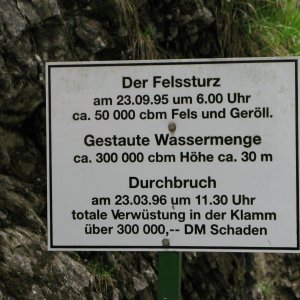 Der Felssturz
am 23.09.95 um 6.00 Uhr
ca. 50 000 cbm Fels und Geröll.
Gestaute Wassermenge
ca. 300 000 cbm Höhe ca. 30 m
Durchbruch
am 23.03.96 um 11.30 Uhr
totale Verwüstung in der Klamm
über 300 000,-- DM Schaden